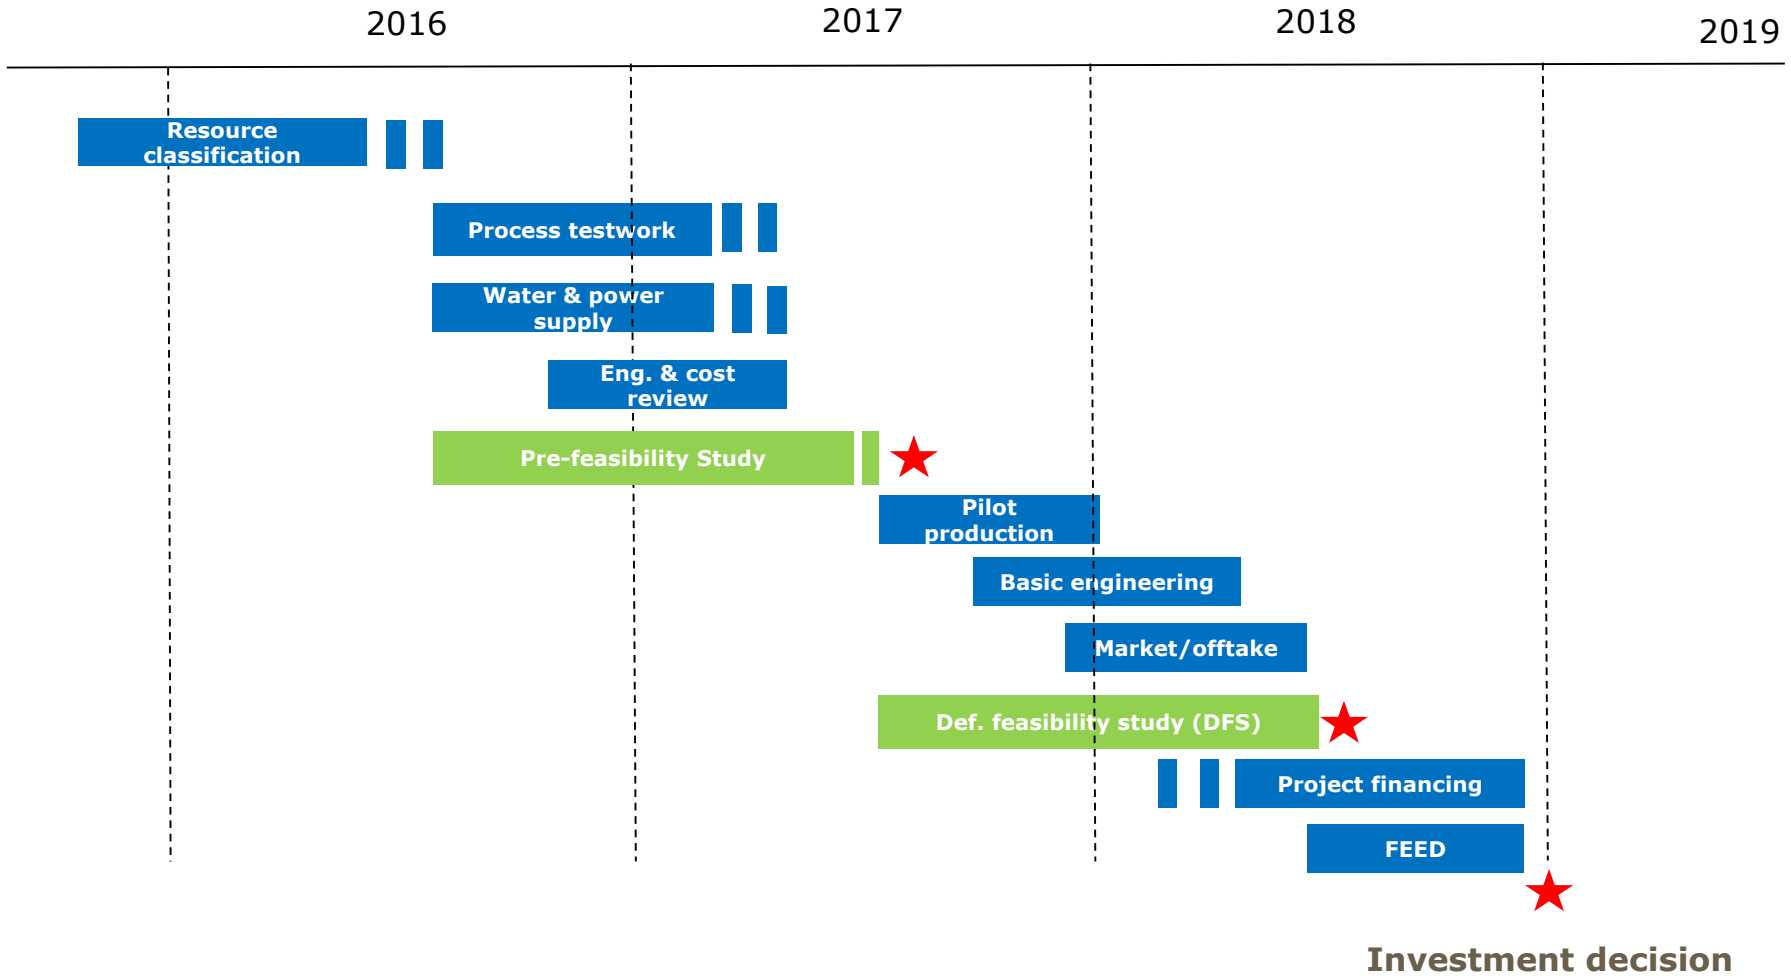 2016
2017
2018
2019
Resource
classification
Process testwork
Water & power
supply
Eng. & cost
review
Pre-feasibility Study
Pilot
production
Basic engineering
Market/offtake
Def. feasibility study (DFS)
Project financing
FEED
Investment decision